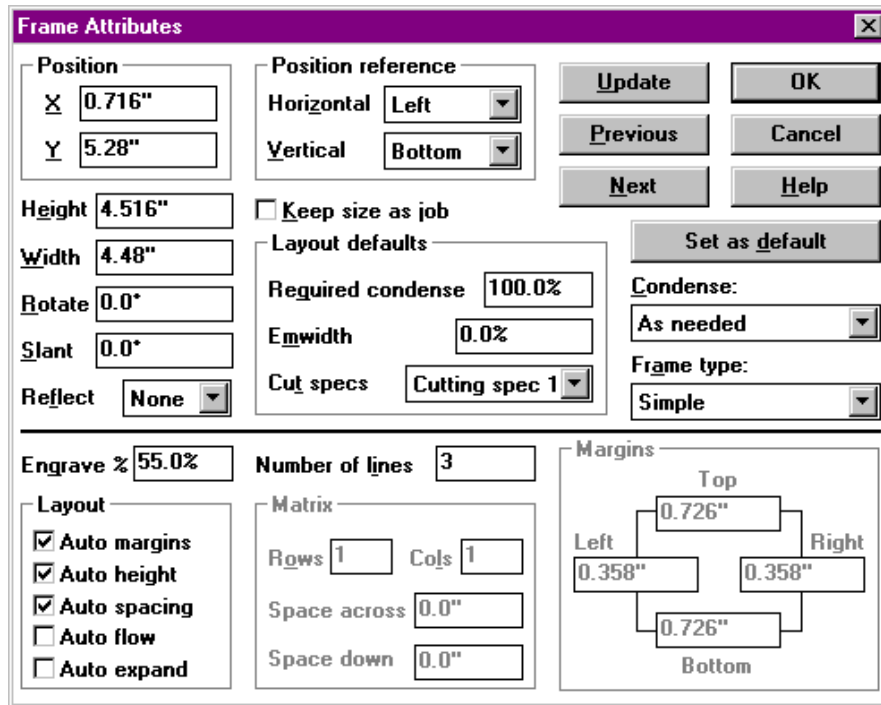 Frame Attributes
Position
X 0.716"
Y 5.28"
Position reference
Horizontal Left
Vertical Bottom
Update
OK
Previous
Cancel
Next
Help
Height 4.516"
Width 4.48"
Rotate 0.0°
Slant 0.0°
Reflect None
Keep size as job
Layout defaults
Required condense 100.0%
Emwidth 0.0%
Cut specs Cutting spec 1
Set as default
Condense:
As needed
Frame type:
Simple
Engrave % 55.0%
Number of lines 3
Layout
Auto margins
Auto height
Auto spacing
Auto flow
Auto expand
Matrix
Rows 1 Cols 1
Space across 0.0"
Space down 0.0"
Margins
Top
0.726"
Left Right
0.358" 0.358"
0.726"
Bottom